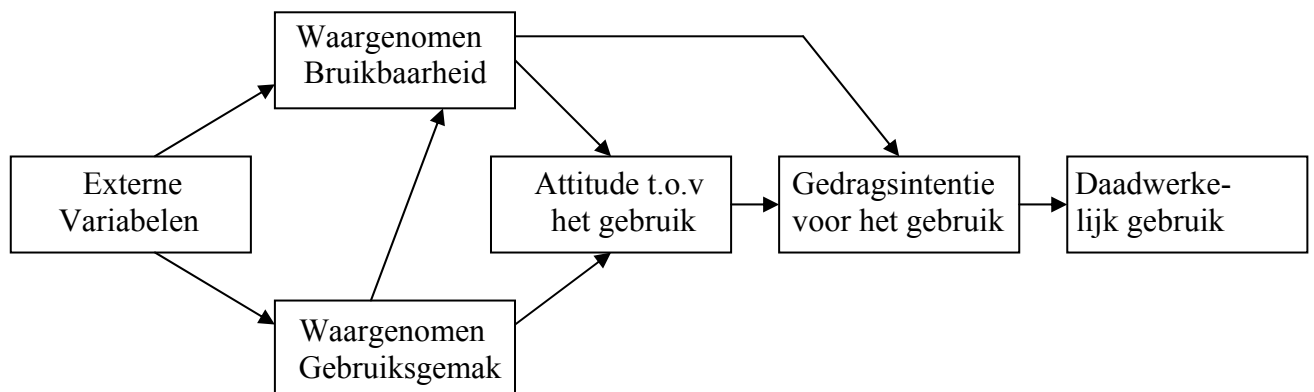 Waargenomen
Bruikbaarheid
Externe
Variabelen
Attitude t.o.v
het gebruik
Gedragsintentie
voor het gebruik
Daadwerke-
lijk gebruik
Waargenomen
Gebruiksgemak